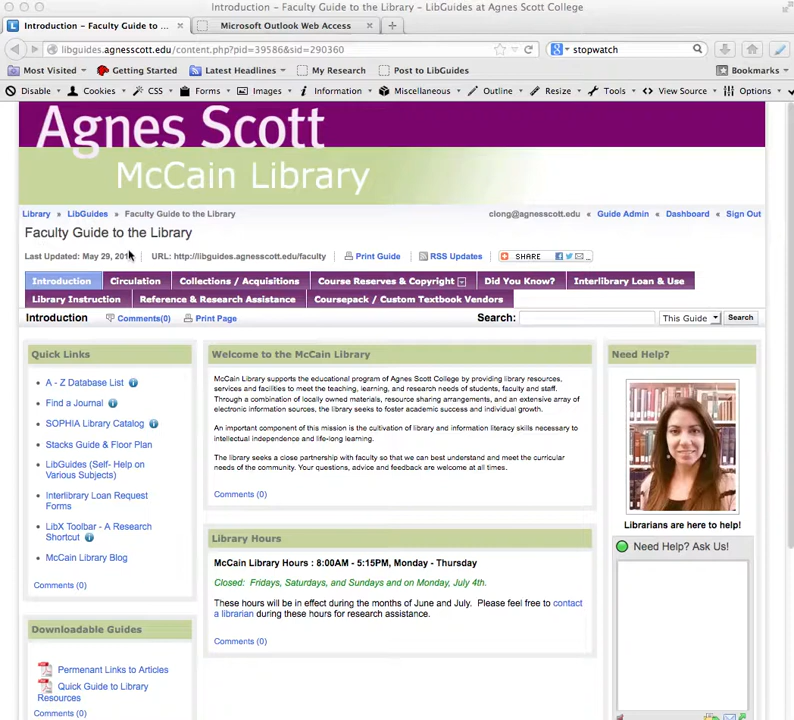 Introduction – Faculty Guide to the Library – LibGuides at Agnes Scott College
Introduction – Faculty Guide to ...
Microsoft Outlook Web Access
libguides.agnesscott.edu/content.php?pid=39586&sid=290360
stopwatch
Most Visited
Getting Started
Latest Headlines
My Research
Post to LibGuides
Bookmarks
Disable
Cookies
CSS
Forms
Images
Information
Miscellaneous
Outline
Resize
Tools
View Source
Options
Agnes Scott
McCain Library
Library » LibGuides » Faculty Guide to the Library
clong@agnesscott.edu « Guide Admin « Dashboard « Sign Out
Faculty Guide to the Library
Last Updated: May 29, URL: http://libguides.agnesscott.edu/faculty Print Guide RSS Updates SHARE
Introduction Circulation Collections / Acquisitions Course Reserves & Copyright Did You Know? Interlibrary Loan & Use
Library Instruction Reference & Research Assistance Coursepack / Custom Textbook Vendors
Introduction Comments(0) Print Page Search: This Guide Search
Quick Links
A - Z Database List
Find a Journal
SOPHIA Library Catalog
Stacks Guide & Floor Plan
LibGuides (Self- Help on
Various Subjects)
Interlibrary Loan Request
Forms
LibX Toolbar - A Research
Shortcut
McCain Library Blog
Comments (0)
Downloadable Guides
Permenant Links to Articles
Quick Guide to Library
Resources
Comments (0)
Welcome to the McCain Library
McCain Library supports the educational program of Agnes Scott College by providing library resources,
services and facilities to meet the teaching, learning, and research needs of students, faculty and staff.
Through a combination of locally owned materials, resource sharing arrangements, and an extensive array of
electronic information sources, the library seeks to foster academic success and individual growth.
An important component of this mission is the cultivation of library and information literacy skills necessary to
intellectual independence and life-long learning.
The library seeks a close partnership with faculty so that we can best understand and meet the curricular
needs of the community. Your questions, advice and feedback are welcome at all times.
Comments (0)
Library Hours
McCain Library Hours : 8:00AM - 5:15PM, Monday - Thursday
Closed: Fridays, Saturdays, and Sundays and on Monday, July 4th.
These hours will be in effect during the months of June and July. Please feel free to contact
a librarian during these hours for research assistance.
Comments (0)
Need Help?
Librarians are here to help!
Need Help? Ask Us!